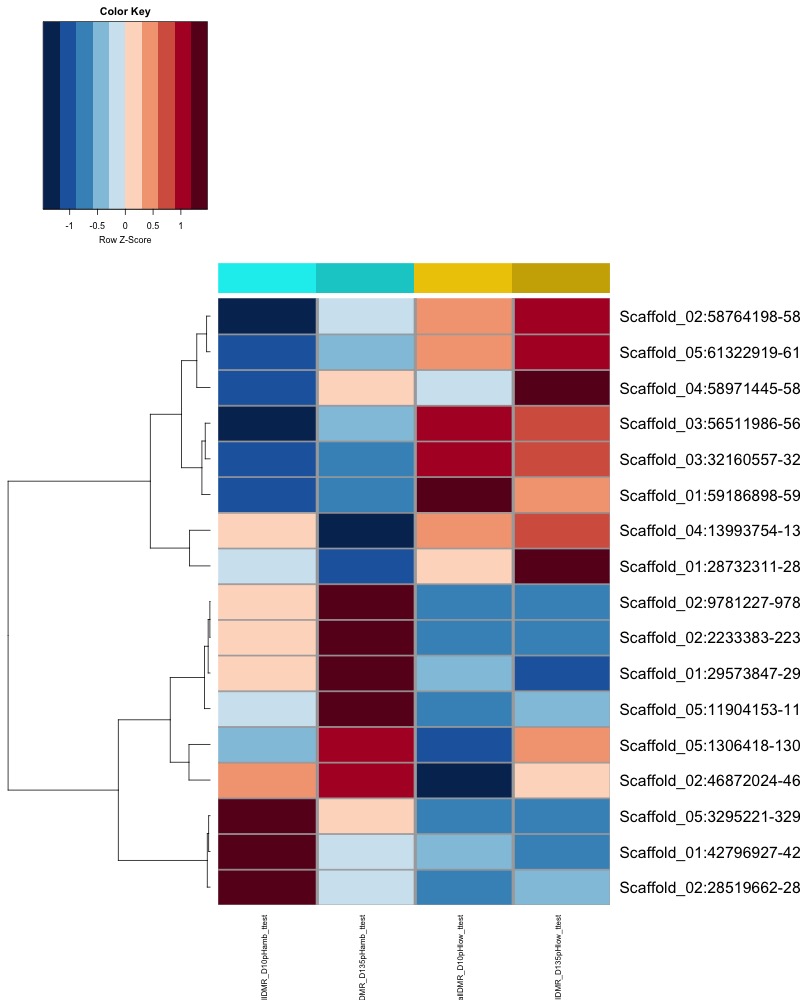 Color Key
-1 -0.5 0 0.5 1
Row Z-Score
Scaffold_02:58764198-58
Scaffold_05:61322919-61
Scaffold_04:58971445-58
Scaffold_03:56511986-56
Scaffold_03:32160557-32
Scaffold_01:59186898-59
Scaffold_04:13993754-13
Scaffold_01:28732311-28
Scaffold_02:9781227-978
Scaffold_02:2233383-223
Scaffold_01:29573847-29
Scaffold_05:11904153-11
Scaffold_05:1306418-130
Scaffold_02:46872024-46
Scaffold_05:3295221-329
Scaffold_01:42796927-42
Scaffold_02:28519662-28
llDMR_D10pHamb_ttest
DMR_D135pHamb_ttest
allDMR_D10pHlow_ttest
lDMR_D135pHlow_ttest